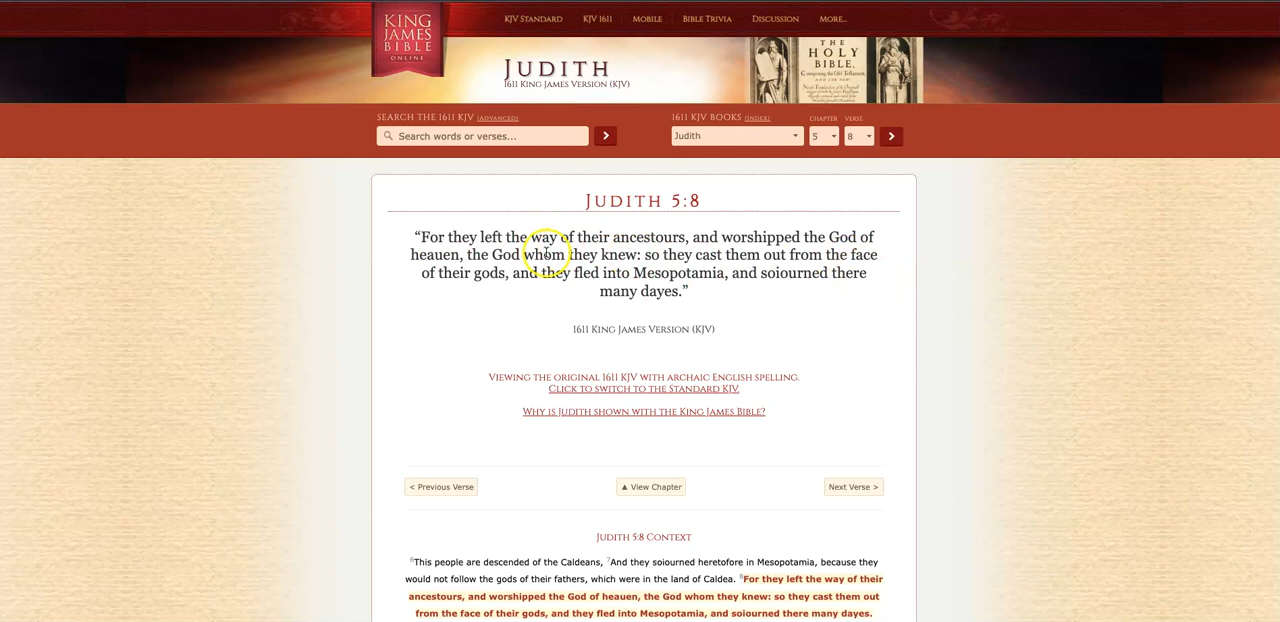 KING
JAMES
BIBLE
ONLINE
KJV STANDARD KJV 1611 MOBILE BIBLE TRIVIA DISCUSSION MORE...
JUDITH
1611 KING JAMES VERSION (KJV)
THE
HOLY
BIBLE,
SEARCH THE 1611 KJV (ADVANCED)
1611 KJV BOOKS (INDEX) CHAPTER VERSE
Search words or verses...
Judith 5 8
JUDITH 5:8
“For they left the way of their ancestours, and worshipped the God of
heauen, the God whom they knew: so they cast them out from the face
of their gods, and they fled into Mesopotamia, and soiourned there
many dayes.”
1611 KING JAMES VERSION (KJV)
VIEWING THE ORIGINAL 1611 KJV WITH ARCHAIC ENGLISH SPELLING.
CLICK TO SWITCH TO THE STANDARD KJV.
WHY IS JUDITH SHOWN WITH THE KING JAMES BIBLE?
< Previous Verse ▲ View Chapter Next Verse >
JUDITH 5:8 CONTEXT
6This people are descended of the Caldeans, 7And they soiourned heretofore in Mesopotamia, because they
would not follow the gods of their fathers, which were in the land of Caldea. 8For they left the way of their
ancestours, and worshipped the God of heauen, the God whom they knew: so they cast them out
from the face of their gods, and they fled into Mesopotamia, and soiourned there many dayes.